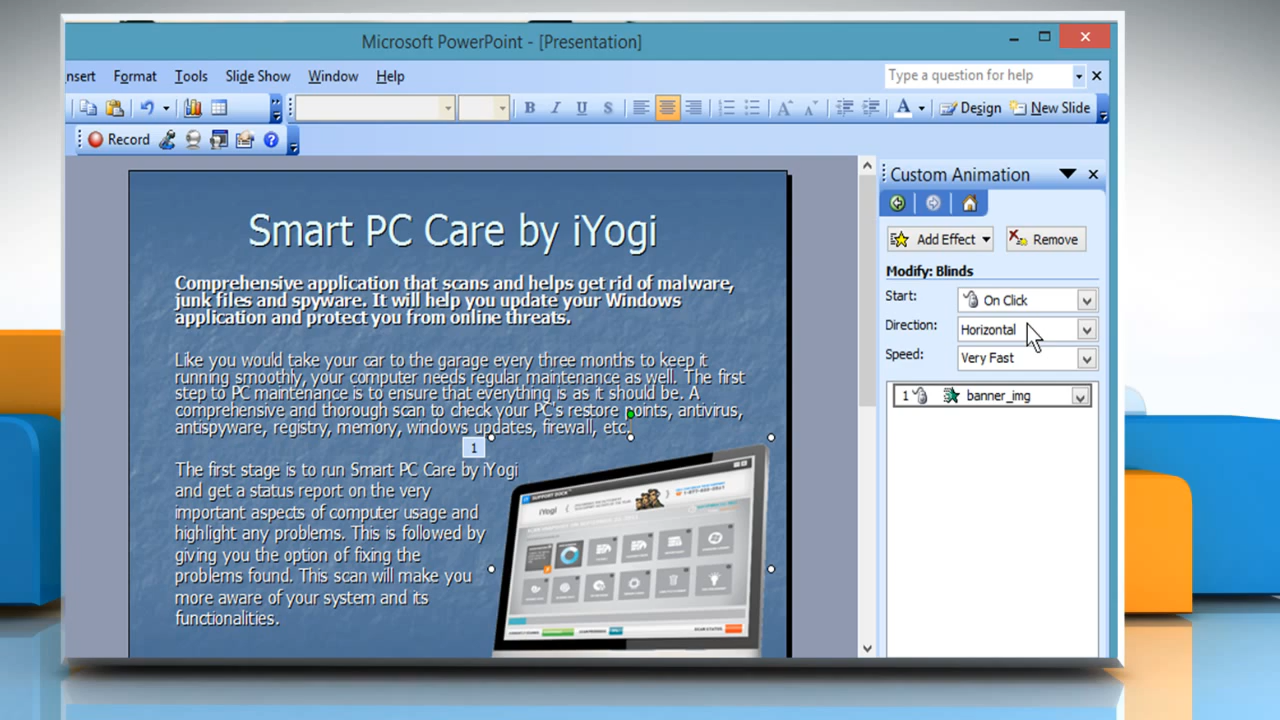 Microsoft PowerPoint - [Presentation]
nsert Format Tools Slide Show Window Help
Type a question for help
B I U S A Design New Slide
Record
Custom Animation
Add Effect Remove
Modify: Blinds
Start: On Click
Direction: Horizontal
Speed: Very Fast
1 banner_img
Smart PC Care by iYogi
Comprehensive application that scans and helps get rid of malware,
junk files and spyware. It will help you update your Windows
application and protect you from online threats.
Like you would take your car to the garage every three months to keep it
running smoothly, your computer needs regular maintenance as well. The first
step to PC maintenance is to ensure that everything is as it should be. A
comprehensive and thorough scan to check your PC's restore points, antivirus,
antispyware, registry, memory, windows updates, firewall, etc.
1
The first stage is to run Smart PC Care by iYogi
and get a status report on the very
important aspects of computer usage and
highlight any problems. This is followed by
giving you the option of fixing the
problems found. This scan will make you
more aware of your system and its
functionalities.
SUPPORT DOCK
iYogi